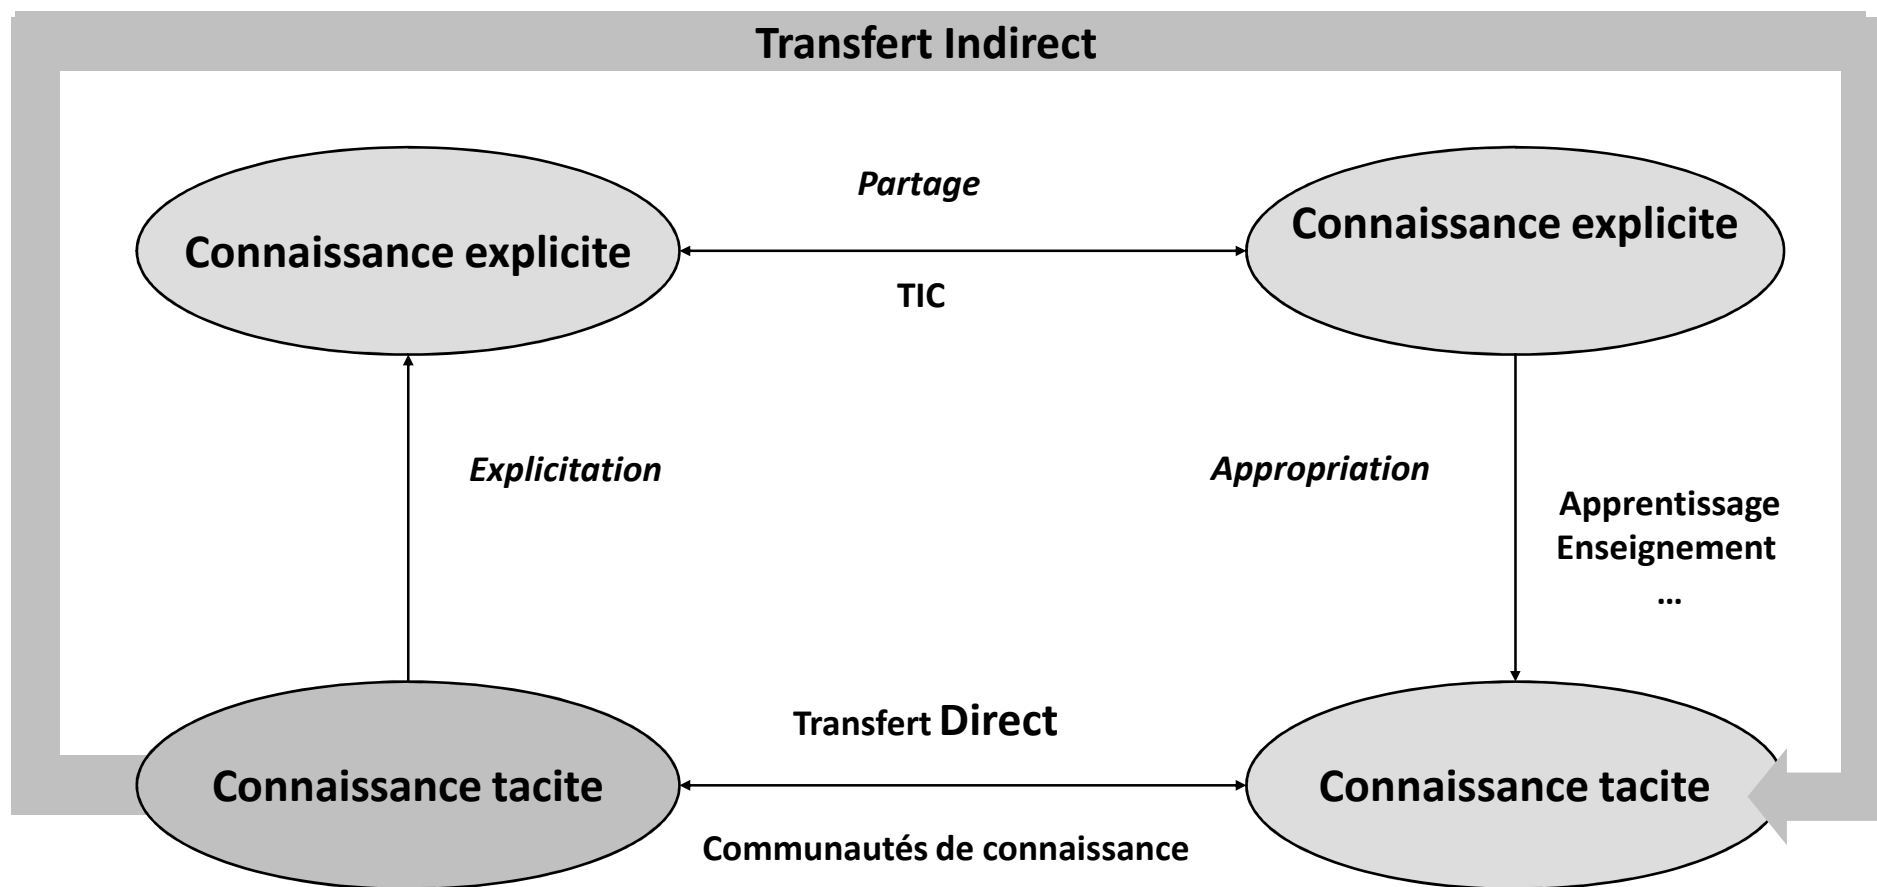 Transfert Indirect
Partage
Connaissance explicite
Connaissance explicite
TIC
Explicitation
Appropriation
Apprentissage
Enseignement
...
Transfert Direct
Connaissance tacite
Connaissance tacite
Communautés de connaissance